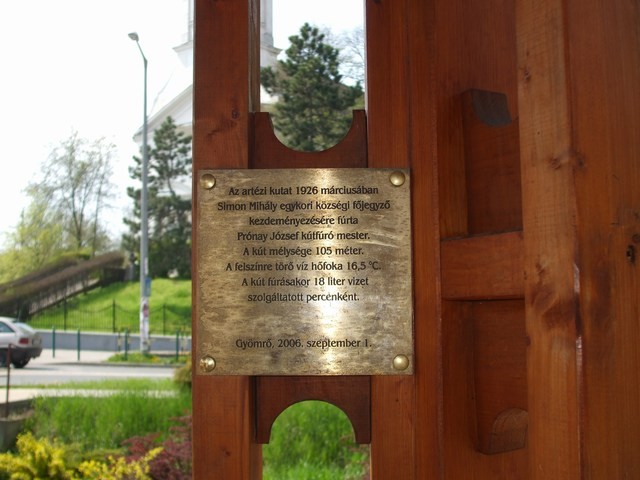 Az artézi kutat 1926 márciusában
Simon Mihály egykori községi főjegyző
kezdeményezésére fúrta
Prónay József kútfúró mester.
A kút mélysége 105 méter.
A felszínre törő víz hőfoka 16,5 °C.
A kút fúrásakor 18 liter vizet
szolgáltatott percenként.
Gyömrő, 2006. szeptember 1.